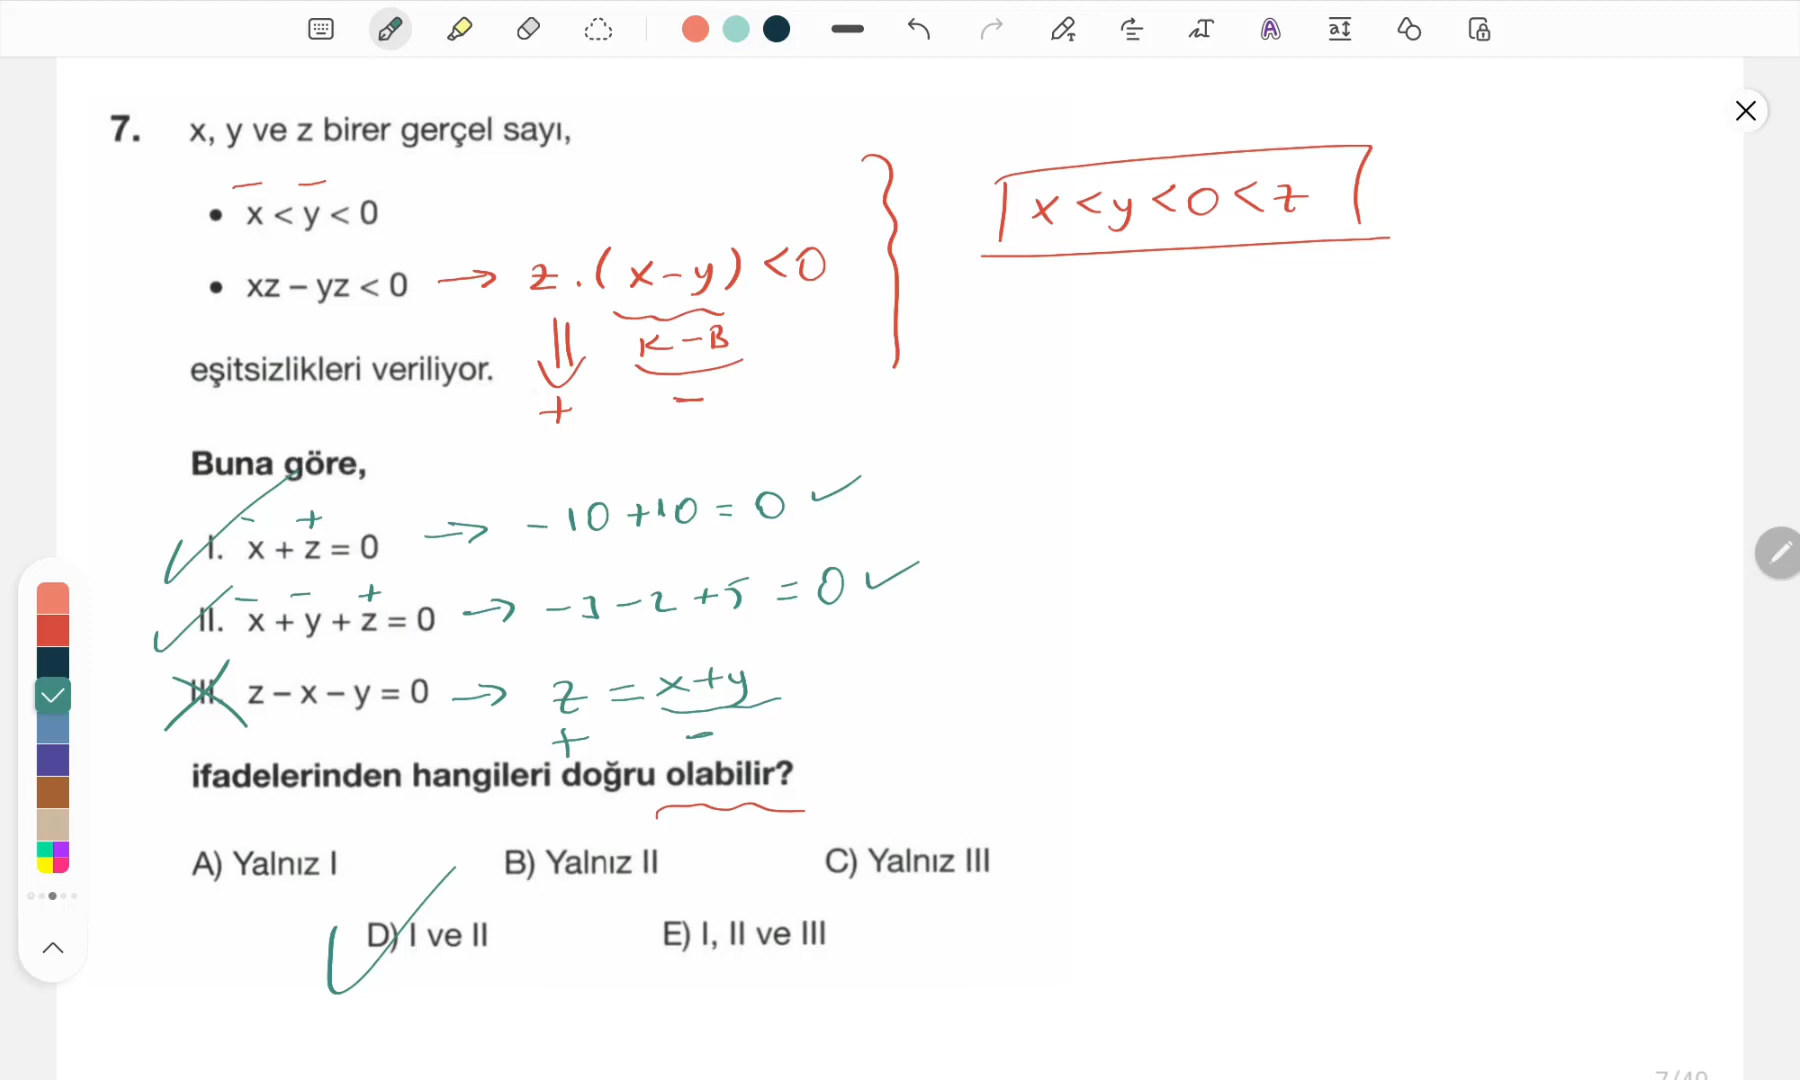 7. x, y ve z birer gerçel sayı,
x < y < 0 <z
• x < y < 0
• xz – yz < 0 → z . ( x – y ) < 0
K – B
eşitsizlikleri veriliyor.
+ –
Buna göre,
– +
I. x + z = 0 → – 10 + 10 = 0 ✓
– – +
II. x + y + z = 0 → – 3 – 2 + 5 = 0 ✓
III. z – x – y = 0 → z = x + y
+ –
ifadelerinden hangileri doğru olabilir?
A) Yalnız I B) Yalnız II C) Yalnız III
D) I ve II E) I, II ve III